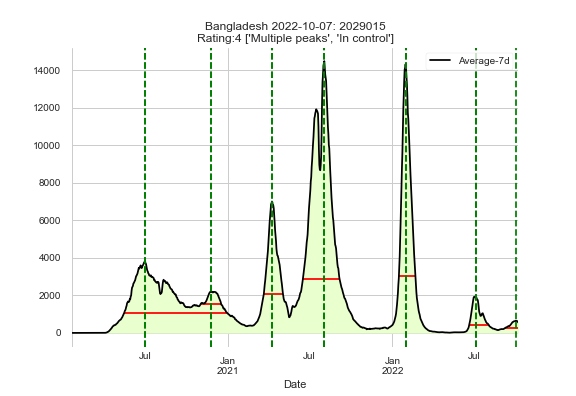 Bangladesh 2022-10-07: 2029015
Rating:4 ['Multiple peaks', 'In control']
Average-7d
14000
12000
10000
8000
6000
4000
2000
0
Jul
Jan
2021
Jul
Jan
2022
Jul
Date